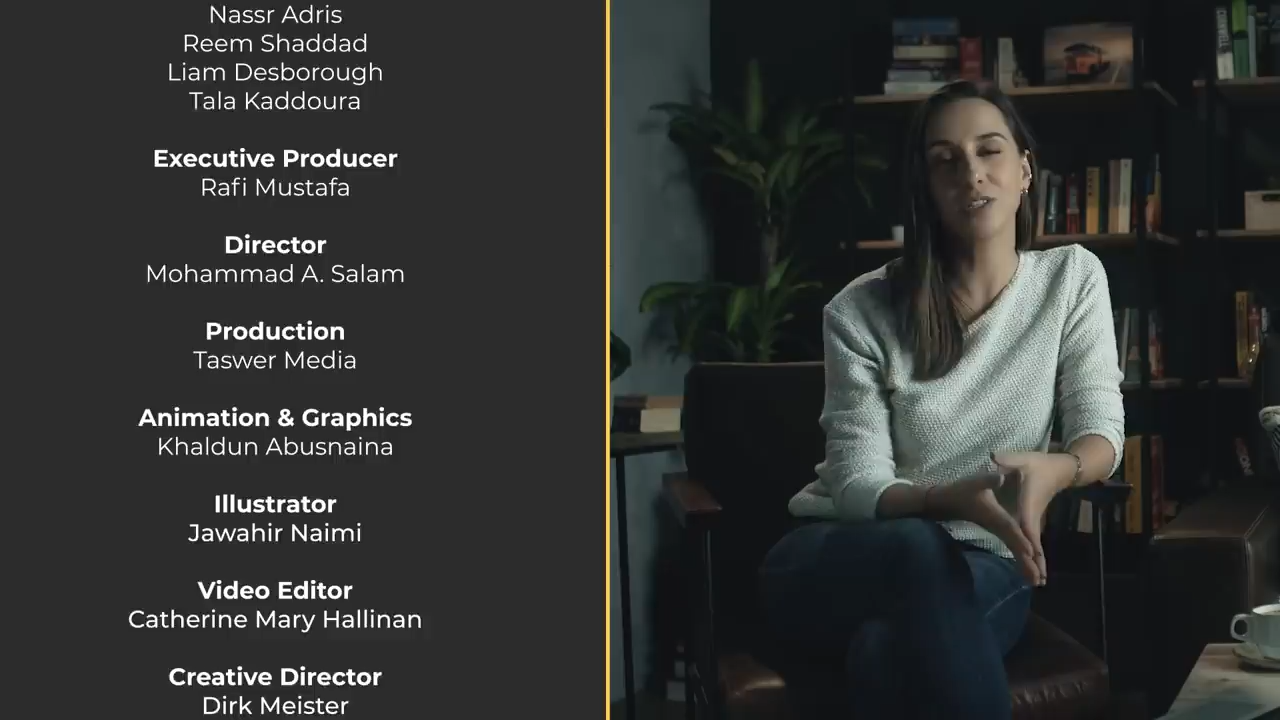 Nassr Adris
Reem Shaddad
Liam Desborough
Tala Kaddoura
Executive Producer
Rafi Mustafa
Director
Mohammad A. Salam
Production
Taswer Media
Animation & Graphics
Khaldun Abusnaina
Illustrator
Jawahir Naimi
Video Editor
Catherine Mary Hallinan
Creative Director
Dirk Meister